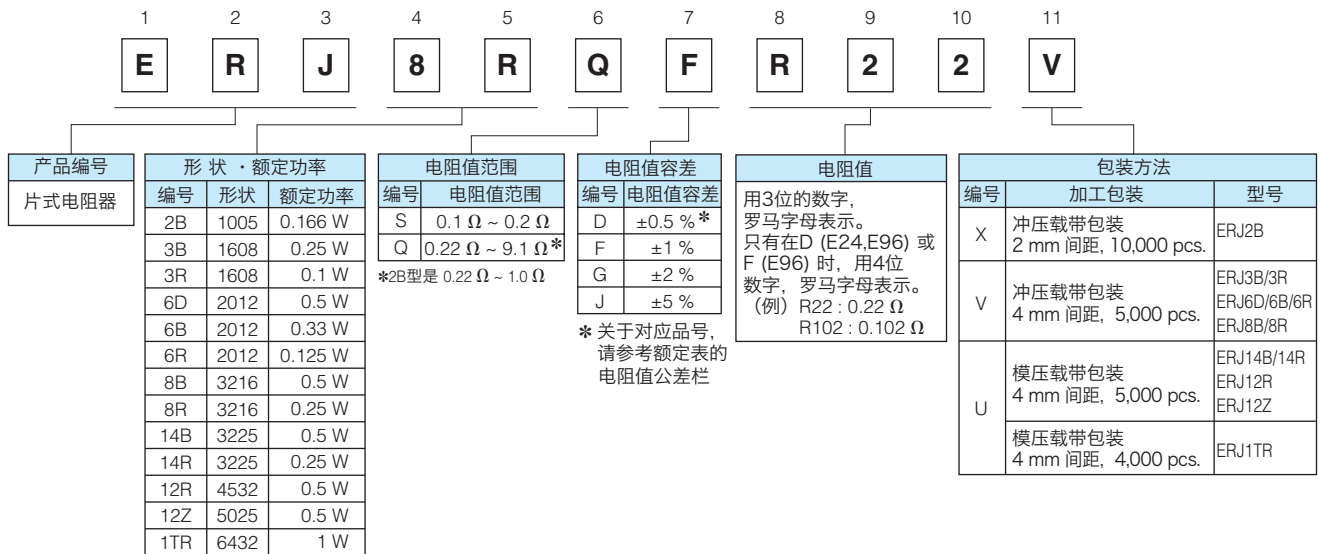 1 2 3 4 5 6 7 8 9 10 11
E R J 8 R Q F R 2 2 V
产品编号
片式电阻器
形 状 ・额定功率
编号 形状 额定功率
2B 1005 0.166 W
3B 1608 0.25 W
3R 1608 0.1 W
6D 2012 0.5 W
6B 2012 0.33 W
6R 2012 0.125 W
8B 3216 0.5 W
8R 3216 0.25 W
14B 3225 0.5 W
14R 3225 0.25 W
12R 4532 0.5 W
12Z 5025 0.5 W
1TR 6432 1 W
电阻值范围
编号 电阻值范围
S 0.1 Ω ~ 0.2 Ω
Q 0.22 Ω ~ 9.1 Ω*
*2B型是 0.22 Ω ~ 1.0 Ω
电阻值容差
编号 电阻值容差
D ±0.5 %*
F ±1 %
G ±2 %
J ±5 %
* 关于对应品号，
请参考额定表的
电阻值公差栏
电阻值
用3位的数字，
罗马字母表示。
只有在D (E24,E96) 或
F (E96) 时，用4位
数字，罗马字母表示。
（例）R22 : 0.22 Ω
R102 : 0.102 Ω
包装方法
编号 加工包装 型号
X 冲压载带包装
2 mm 间距, 10,000 pcs. ERJ2B
V 冲压载带包装
4 mm 间距, 5,000 pcs.
ERJ3B/3R
ERJ6D/6B/6R
ERJ8B/8R
U 模压载带包装
4 mm 间距, 5,000 pcs.
ERJ14B/14R
ERJ12R
ERJ12Z
模压载带包装
4 mm 间距, 4,000 pcs. ERJ1TR